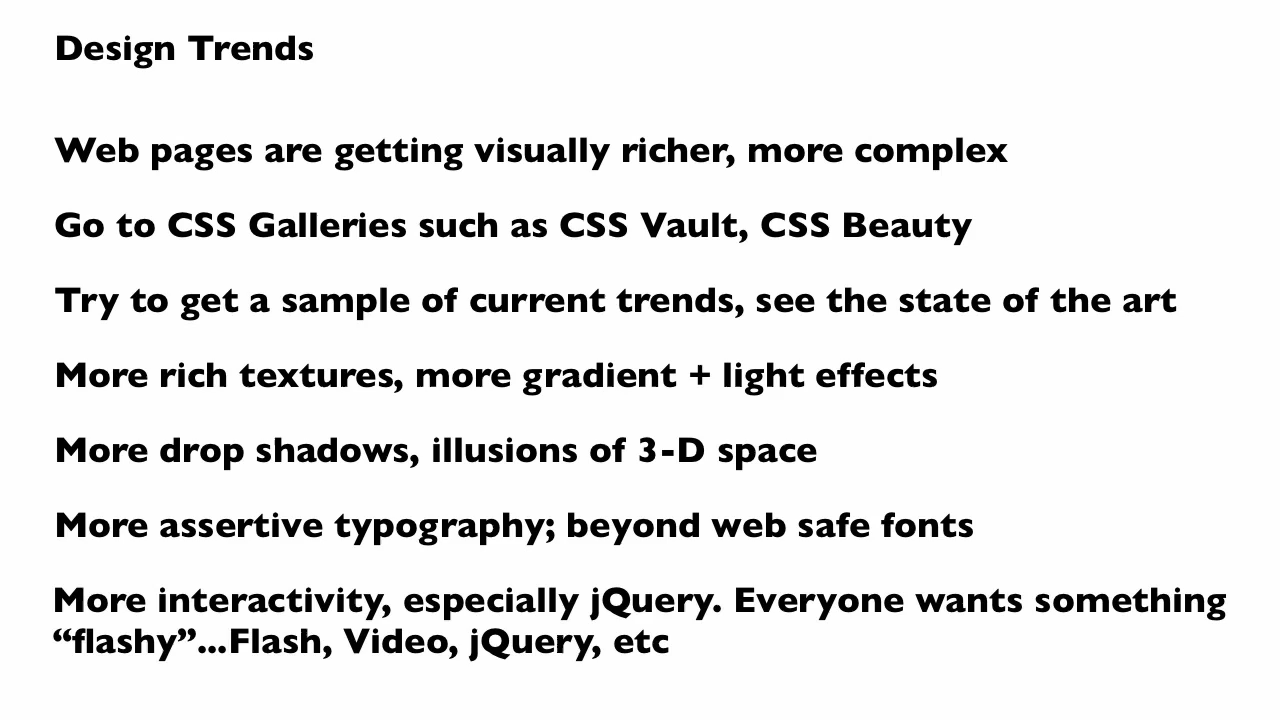 Design Trends
Web pages are getting visually richer, more complex
Go to CSS Galleries such as CSS Vault, CSS Beauty
Try to get a sample of current trends, see the state of the art
More rich textures, more gradient + light effects
More drop shadows, illusions of 3-D space
More assertive typography; beyond web safe fonts
More interactivity, especially jQuery. Everyone wants something
“flashy”...Flash, Video, jQuery, etc